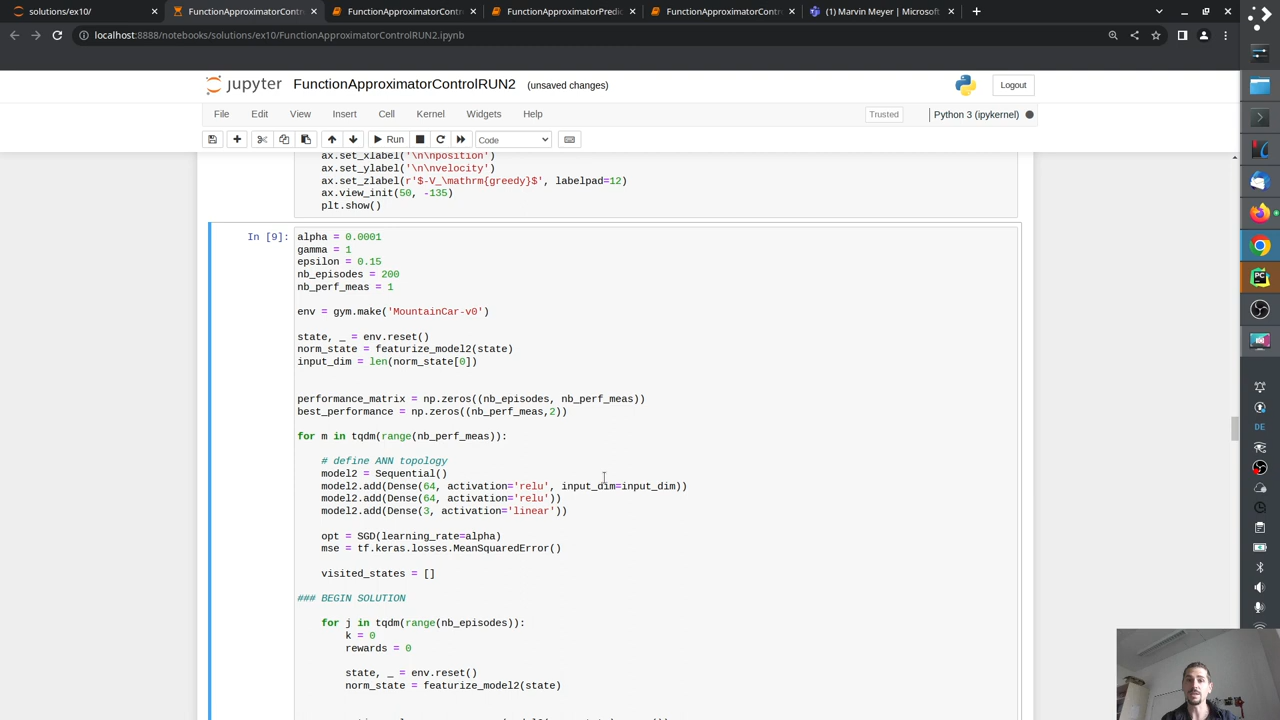 solutions/ex10/
FunctionApproximatorContr
FunctionApproximatorContr
FunctionApproximatorPredic
FunctionApproximatorContr
(1) Marvin Meyer | Microsoft
localhost:8888/notebooks/solutions/ex10/FunctionApproximatorControlRUN2.ipynb
jupyter FunctionApproximatorControlRUN2 (unsaved changes)
Logout
File Edit View Insert Cell Kernel Widgets Help
Trusted
Python 3 (ipykernel)
Run
Code
ax.set_xlabel('\n\nposition')
ax.set_ylabel('\n\nvelocity')
ax.set_zlabel(r'$-V_\mathrm{greedy}$', labelpad=12)
ax.view_init(50, -135)
plt.show()
In [9]:
alpha = 0.0001
gamma = 1
epsilon = 0.15
nb_episodes = 200
nb_perf_meas = 1
env = gym.make('MountainCar-v0')
state, _ = env.reset()
norm_state = featurize_model2(state)
input_dim = len(norm_state[0])
performance_matrix = np.zeros((nb_episodes, nb_perf_meas))
best_performance = np.zeros((nb_perf_meas,2))
for m in tqdm(range(nb_perf_meas)):
# define ANN topology
model2 = Sequential()
model2.add(Dense(64, activation='relu', input_dim=input_dim))
model2.add(Dense(64, activation='relu'))
model2.add(Dense(3, activation='linear'))
opt = SGD(learning_rate=alpha)
mse = tf.keras.losses.MeanSquaredError()
visited_states = []
### BEGIN SOLUTION
for j in tqdm(range(nb_episodes)):
k = 0
rewards = 0
state, _ = env.reset()
norm_state = featurize_model2(state)
DE